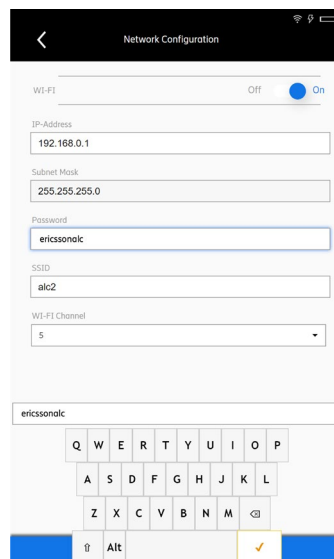 Network Configuration
WI-FI Off On
IP-Address
192.168.0.1
Subnet Mask
255.255.255.0
Password
ericssonalc
SSID
alc2
WI-FI Channel
5
ericssonalc
Q W E R T Y U I O P
A S D F G H J K L
Z X C V B N M
Alt